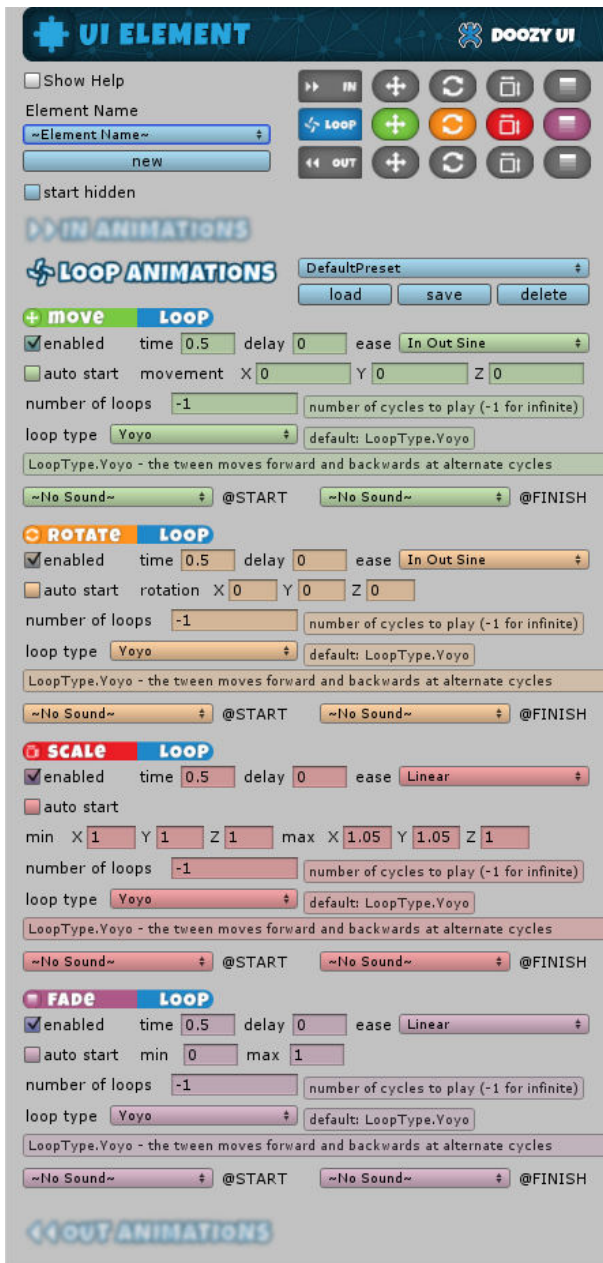 UI ELEMENT DOOZY UI
Show Help IN
Element Name
~Element Name~ LOOP
new
OUT
start hidden
IN ANIMATIONS
LOOP ANIMATIONS DefaultPreset
load save delete
move LOOP
enabled time 0.5 delay 0 ease In Out Sine
auto start movement X 0 Y 0 Z 0
number of loops -1 number of cycles to play (-1 for infinite)
loop type Yoyo default: LoopType.Yoyo
LoopType.Yoyo - the tween moves forward and backwards at alternate cycles
~No Sound~ @START ~No Sound~ @FINISH
ROTATe LOOP
enabled time 0.5 delay 0 ease In Out Sine
auto start rotation X 0 Y 0 Z 0
number of loops -1 number of cycles to play (-1 for infinite)
loop type Yoyo default: LoopType.Yoyo
LoopType.Yoyo - the tween moves forward and backwards at alternate cycles
~No Sound~ @START ~No Sound~ @FINISH
SCALe LOOP
enabled time 0.5 delay 0 ease Linear
auto start
min X 1 Y 1 Z 1 max X 1.05 Y 1.05 Z 1
number of loops -1 number of cycles to play (-1 for infinite)
loop type Yoyo default: LoopType.Yoyo
LoopType.Yoyo - the tween moves forward and backwards at alternate cycles
~No Sound~ @START ~No Sound~ @FINISH
FADe LOOP
enabled time 0.5 delay 0 ease Linear
auto start min 0 max 1
number of loops -1 number of cycles to play (-1 for infinite)
loop type Yoyo default: LoopType.Yoyo
LoopType.Yoyo - the tween moves forward and backwards at alternate cycles
~No Sound~ @START ~No Sound~ @FINISH
OUT ANIMATIONS